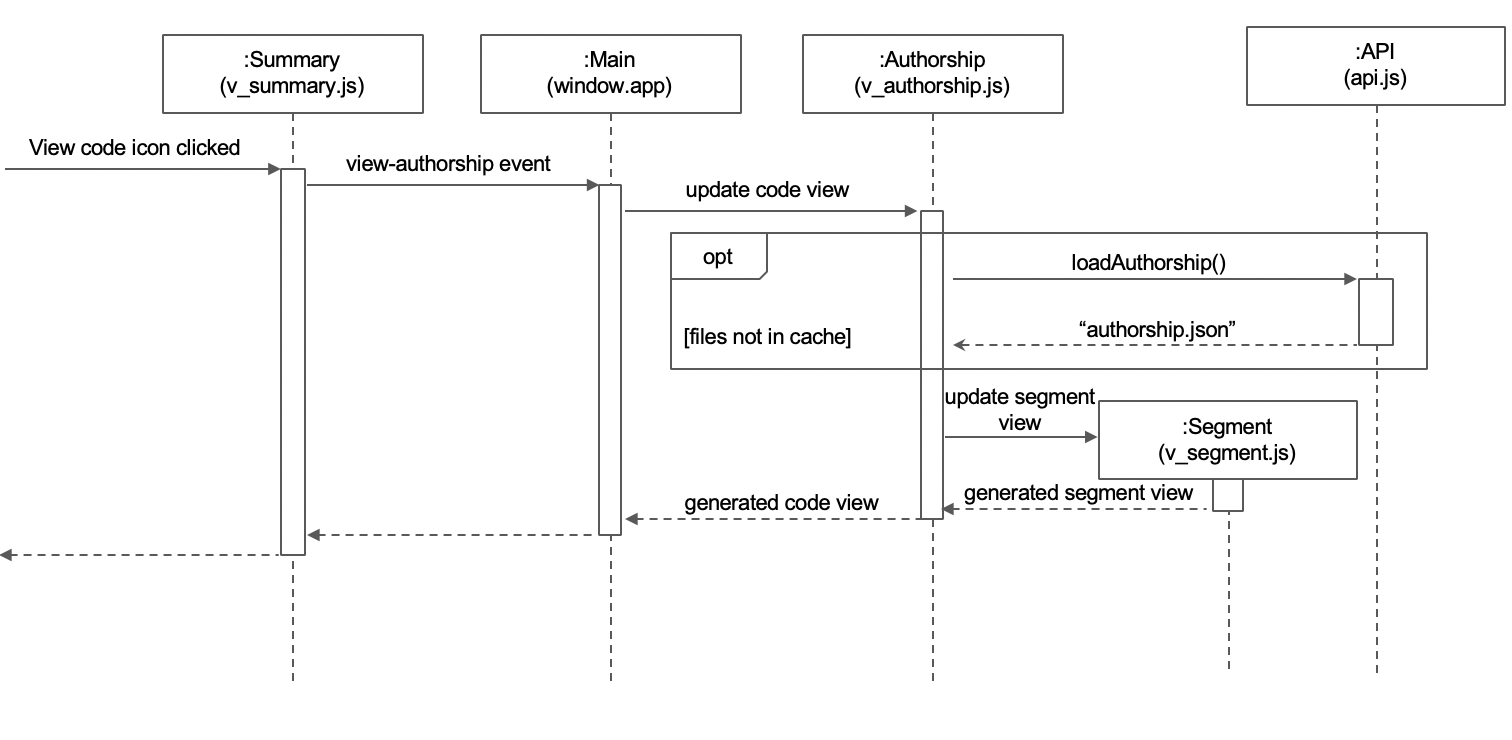 :Summary
(v_summary.js)
:Main
(window.app)
:Authorship
(v_authorship.js)
:API
(api.js)
View code icon clicked
view-authorship event
update code view
opt
loadAuthorship()
[files not in cache]
“authorship.json”
update segment
view
:Segment
(v_segment.js)
generated segment view
generated code view